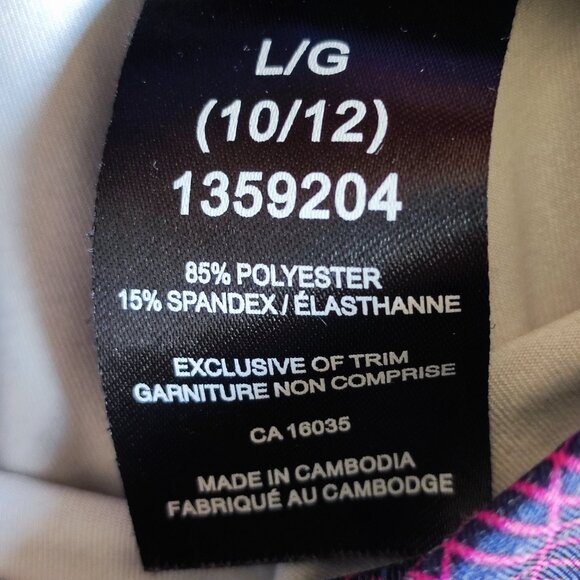 L/G
(10/12)
1359204
85% POLYESTER
15% SPANDEX/ÉLASTHANNE
EXCLUSIVE OF TRIM
GARNITURE NON COMPRISE
CA 16035
MADE IN CAMBODIA
FABRIQUÉ AU CAMBODGE